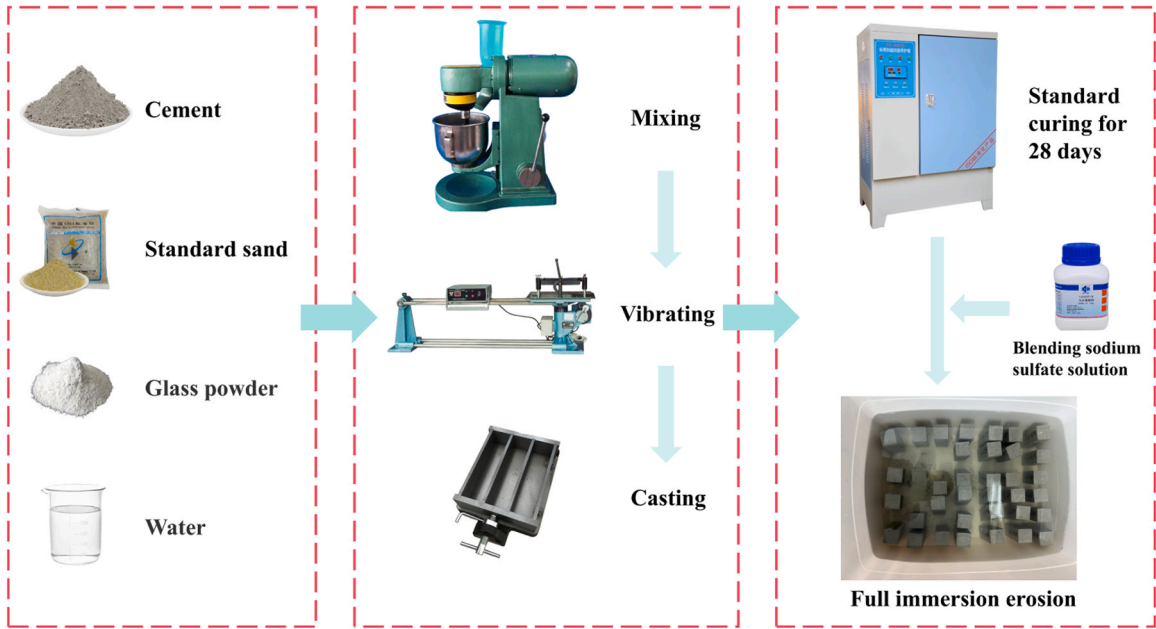 Cement
Standard sand
Glass powder
Water
Mixing
Vibrating
Casting
Standard
curing for
28 days
Blending sodium
sulfate solution
Full immersion erosion